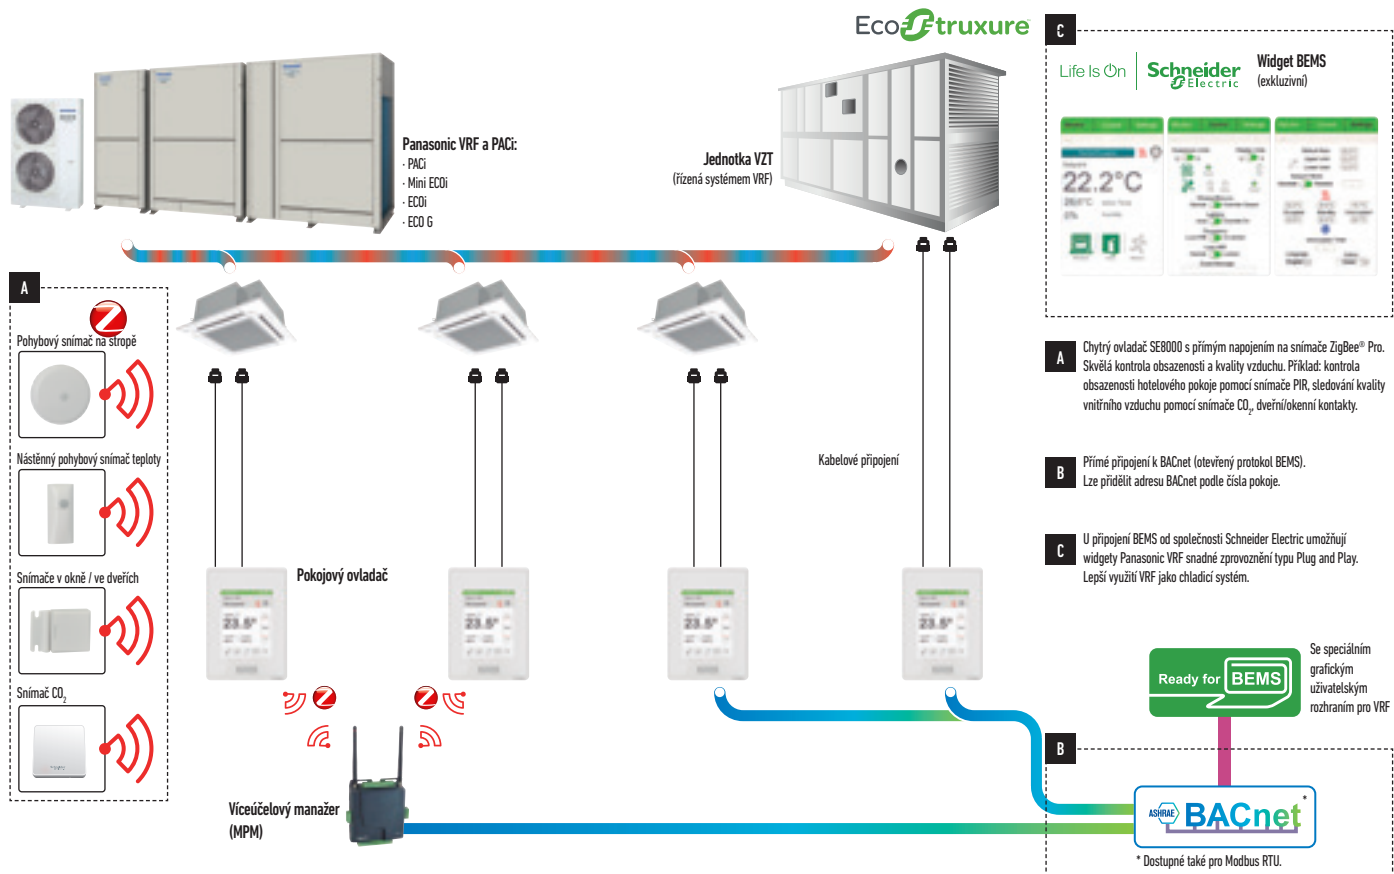 EcoStruxure
C
Life Is On
Schneider
Electric
Widget BEMS
(exkluzivní)
22.2°C
Panasonic VRF a PACi:
· PACi
· Mini ECOi
· ECOi
· ECO G
Jednotka VZT
(řízená systémem VRF)
A
Pohybový snímač na stropě
Nástěnný pohybový snímač teploty
Snímače v okně / ve dveřích
Snímač CO₂
Kabelové připojení
Pokojový ovladač
23.5°
23.5°
23.5°
23.5°
Víceúčelový manažer
(MPM)
A
Chytrý ovladač SE8000 s přímým napojením na snímače ZigBee® Pro.
Skvělá kontrola obsazenosti a kvality vzduchu. Příklad: kontrola
obsazenosti hotelového pokoje pomocí snímače PIR, sledování kvality
vnitřního vzduchu pomocí snímače CO₂, dveřní/okenní kontakty.
B
Přímé připojení k BACnet (otevřený protokol BEMS).
Lze přidělit adresu BACnet podle čísla pokoje.
C
U připojení BEMS od společnosti Schneider Electric umožňují
widgety Panasonic VRF snadné zprovoznění typu Plug and Play.
Lepší využití VRF jako chladicí systém.
Ready for BEMS
Se speciálním
grafickým
uživatelským
rozhraním pro VRF
B
ASHRAE BACnet *
* Dostupné také pro Modbus RTU.